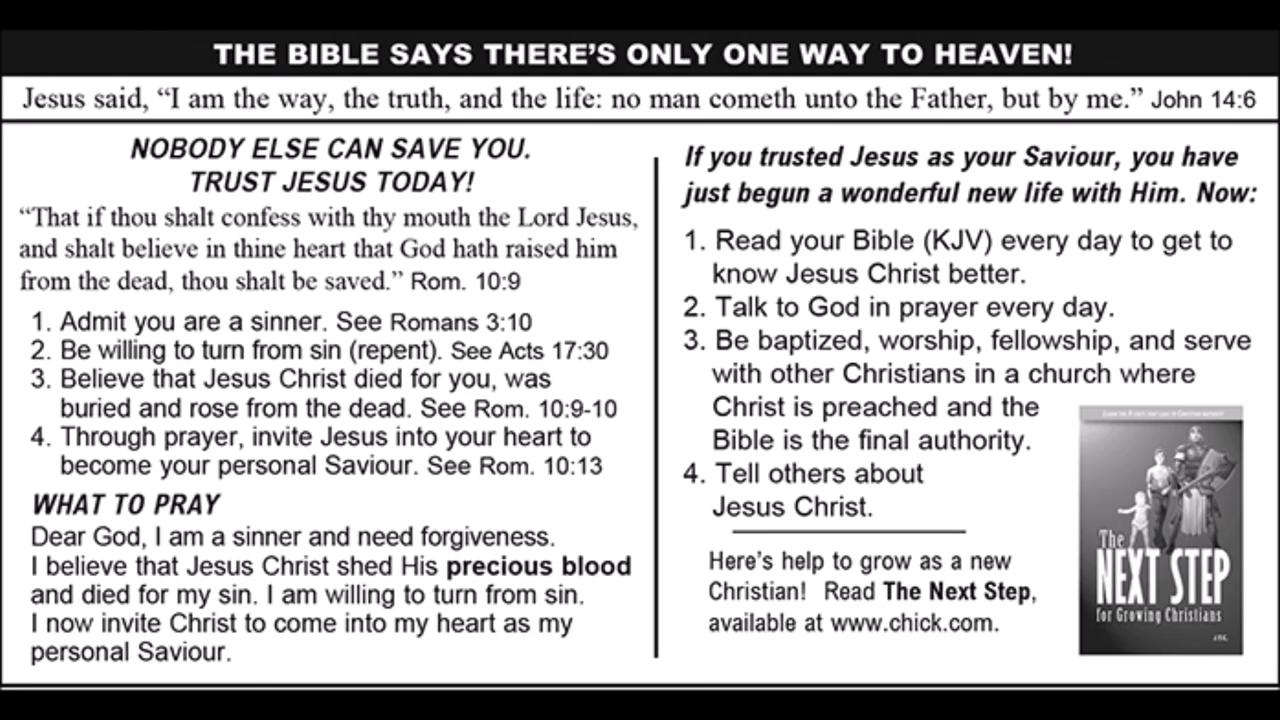 THE BIBLE SAYS THERE'S ONLY ONE WAY TO HEAVEN!
Jesus said, “I am the way, the truth, and the life: no man cometh unto the Father, but by me.” John 14:6
NOBODY ELSE CAN SAVE YOU.
TRUST JESUS TODAY!
“That if thou shalt confess with thy mouth the Lord Jesus,
and shalt believe in thine heart that God hath raised him
from the dead, thou shalt be saved.” Rom. 10:9
1. Admit you are a sinner. See Romans 3:10
2. Be willing to turn from sin (repent). See Acts 17:30
3. Believe that Jesus Christ died for you, was
buried and rose from the dead. See Rom. 10:9-10
4. Through prayer, invite Jesus into your heart to
become your personal Saviour. See Rom. 10:13
WHAT TO PRAY
Dear God, I am a sinner and need forgiveness.
I believe that Jesus Christ shed His precious blood
and died for my sin. I am willing to turn from sin.
I now invite Christ to come into my heart as my
personal Saviour.
If you trusted Jesus as your Saviour, you have
just begun a wonderful new life with Him. Now:
1. Read your Bible (KJV) every day to get to
know Jesus Christ better.
2. Talk to God in prayer every day.
3. Be baptized, worship, fellowship, and serve
with other Christians in a church where
Christ is preached and the
Bible is the final authority.
4. Tell others about
Jesus Christ.
Here's help to grow as a new
Christian! Read The Next Step,
available at www.chick.com.
The
NEXT STEP
for Growing Christians